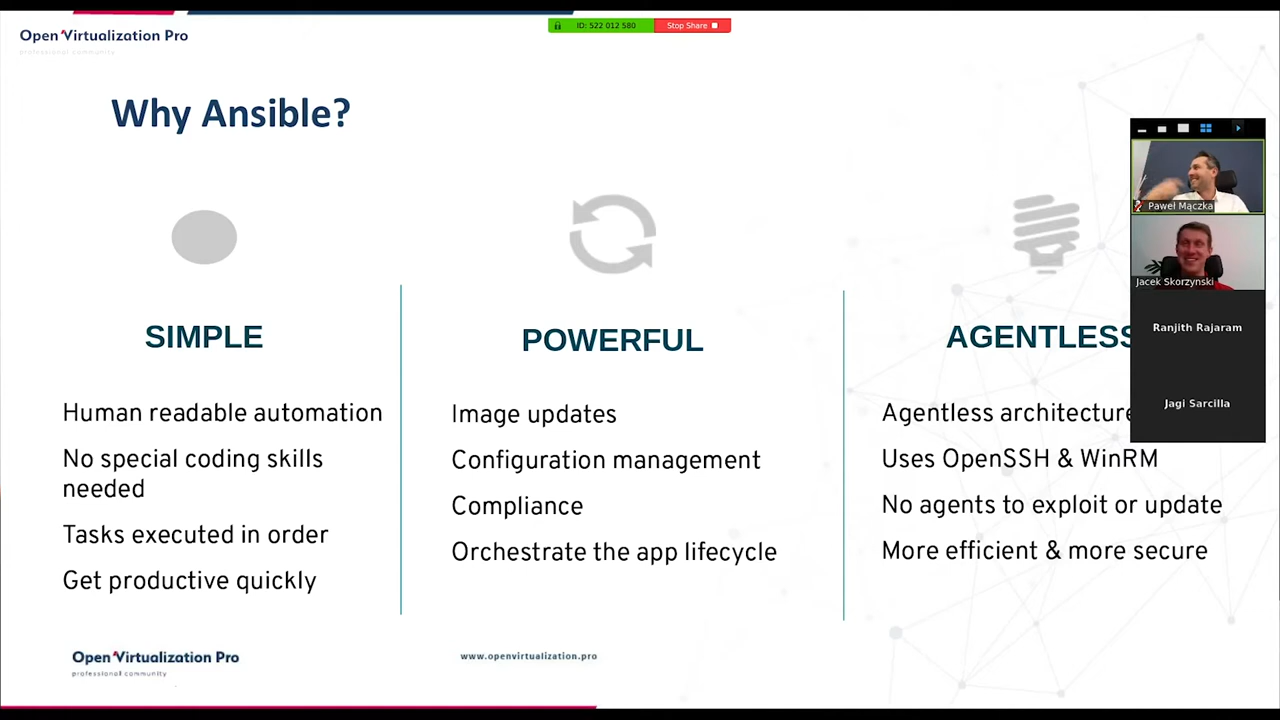 Open Virtualization Pro
professional community
ID: 522 012 580
Stop Share
Why Ansible?
Paweł Mączka
Jacek Skorzynski
Ranjith Rajaram
Jagi Sarcilla
SIMPLE
Human readable automation
No special coding skills
needed
Tasks executed in order
Get productive quickly
POWERFUL
Image updates
Configuration management
Compliance
Orchestrate the app lifecycle
AGENTLESS
Agentless architecture
Uses OpenSSH & WinRM
No agents to exploit or update
More efficient & more secure
Open Virtualization Pro
professional community
www.openvirtualization.pro